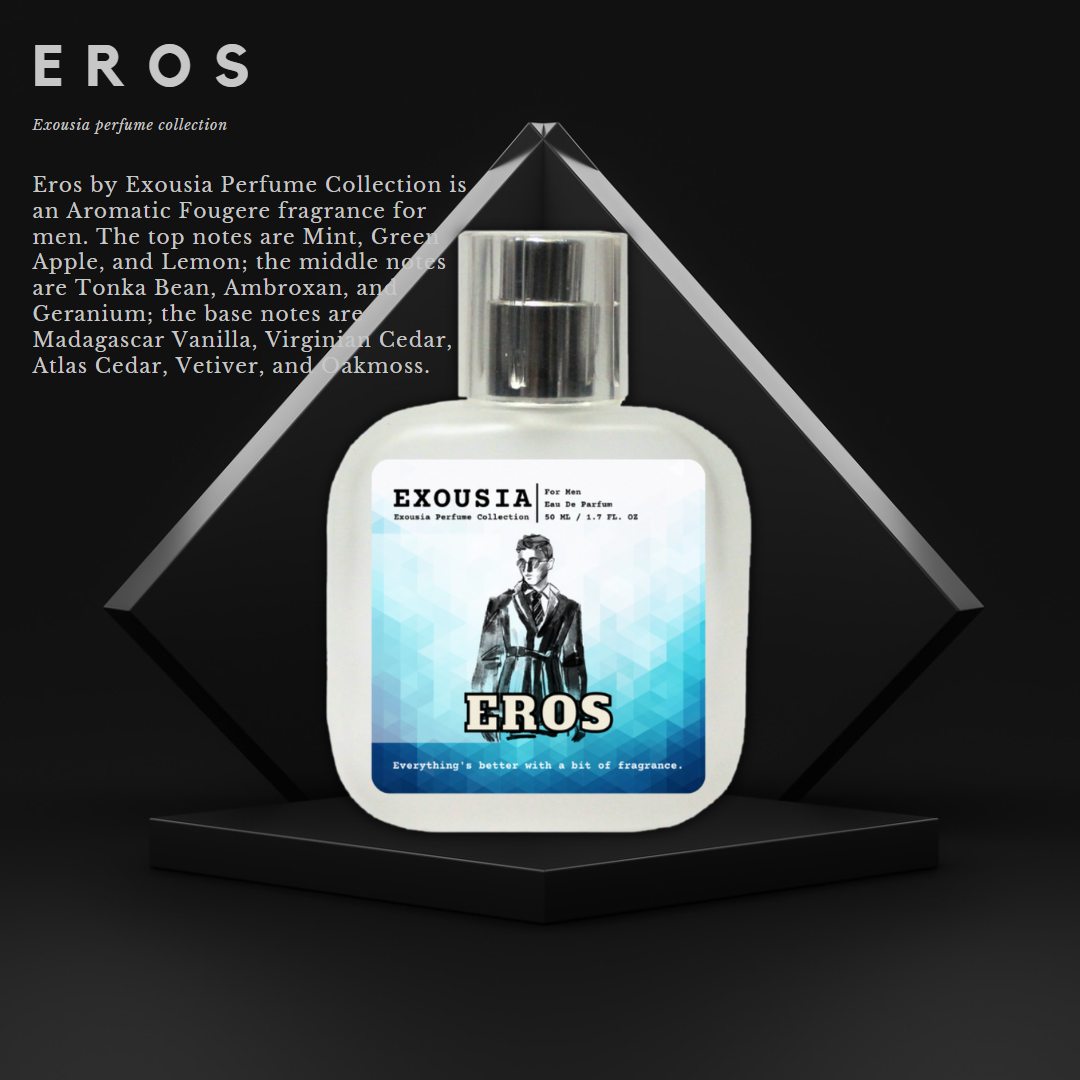 EROS
Exousia perfume collection
Eros by Exousia Perfume Collection is
an Aromatic Fougere fragrance for
men. The top notes are Mint, Green
Apple, and Lemon; the middle notes
are Tonka Bean, Ambroxan, and
Geranium; the base notes are
Madagascar Vanilla, Virginian Cedar,
Atlas Cedar, Vetiver, and Oakmoss.
EXOUSIA
Exousia Perfume Collection
For Men
Eau De Parfum
50 ML / 1.7 FL. OZ
EROS
Everything's better with a bit of fragrance.